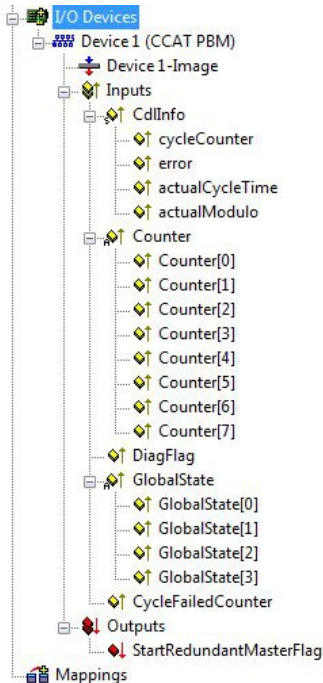 I/O Devices
Device 1 (CCAT PBM)
Device 1-Image
Inputs
CdlInfo
cycleCounter
error
actualCycleTime
actualModulo
Counter
Counter[0]
Counter[1]
Counter[2]
Counter[3]
Counter[4]
Counter[5]
Counter[6]
Counter[7]
DiagFlag
GlobalState
GlobalState[0]
GlobalState[1]
GlobalState[2]
GlobalState[3]
CycleFailedCounter
Outputs
StartRedundantMasterFlag
Mappings